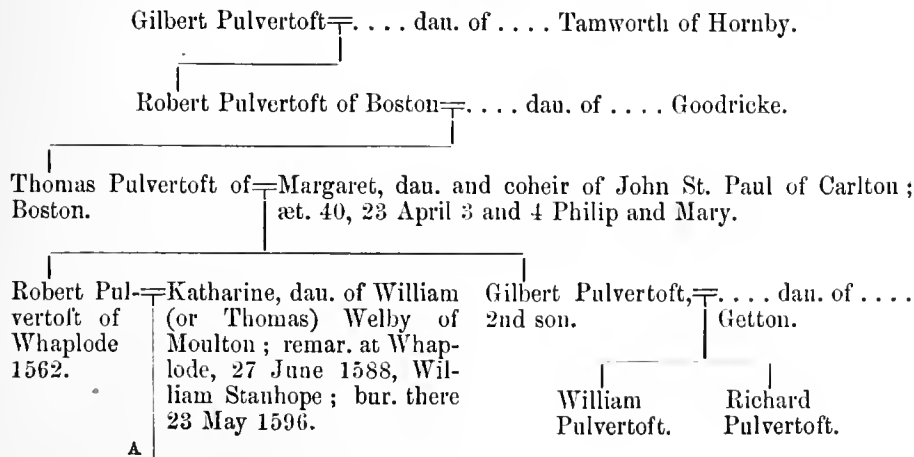 Gilbert Pulvertoft=. . . . dau. of . . . . Tamworth of Hornby.
Robert Pulvertoft of Boston=. . . . dau. of . . . . Goodricke.
Thomas Pulvertoft of=Margaret, dau. and coheir of John St. Paul of Carlton ;
Boston. æt. 40, 23 April 3 and 4 Philip and Mary.
Robert Pul-=Katharine, dau. of William
vertoft of (or Thomas) Welby of
Whaplode Moulton ; remar. at Whap-
1562. lode, 27 June 1588, Wil-
liam Stanhope ; bur. there
23 May 1596.
A
Gilbert Pulvertoft,=. . . . dau. of . . . .
2nd son. Getton.
William
Pulvertoft.
Richard
Pulvertoft.